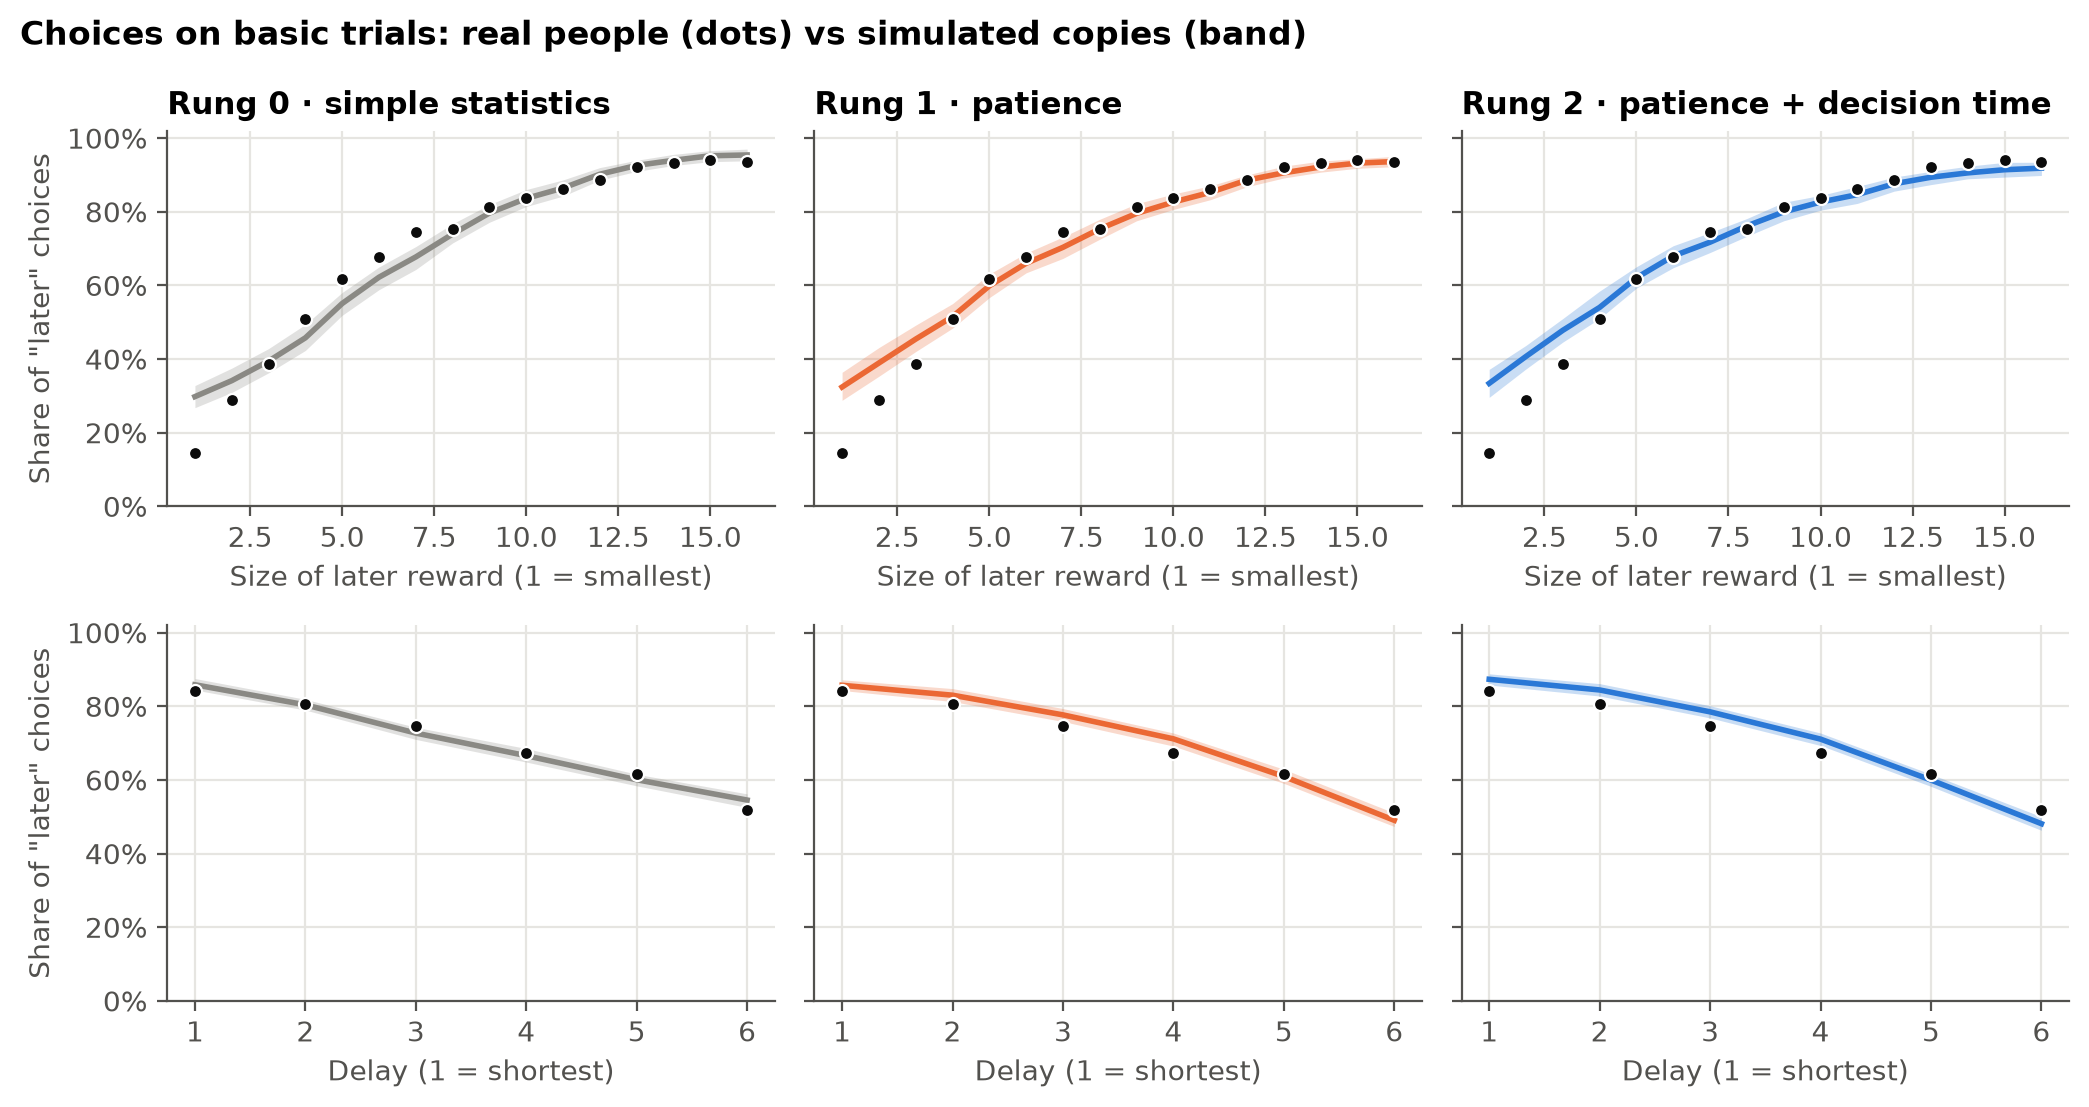 Choices on basic trials: real people (dots) vs simulated copies (band)
Rung 0 · simple statistics
Rung 1 · patience
Rung 2 · patience + decision time
Share of "later" choices
100%
80%
60%
40%
20%
0%
2.5 5.0 7.5 10.0 12.5 15.0
2.5 5.0 7.5 10.0 12.5 15.0
2.5 5.0 7.5 10.0 12.5 15.0
Size of later reward (1 = smallest)
Size of later reward (1 = smallest)
Size of later reward (1 = smallest)
Share of "later" choices
100%
80%
60%
40%
20%
0%
1 2 3 4 5 6
1 2 3 4 5 6
1 2 3 4 5 6
Delay (1 = shortest)
Delay (1 = shortest)
Delay (1 = shortest)